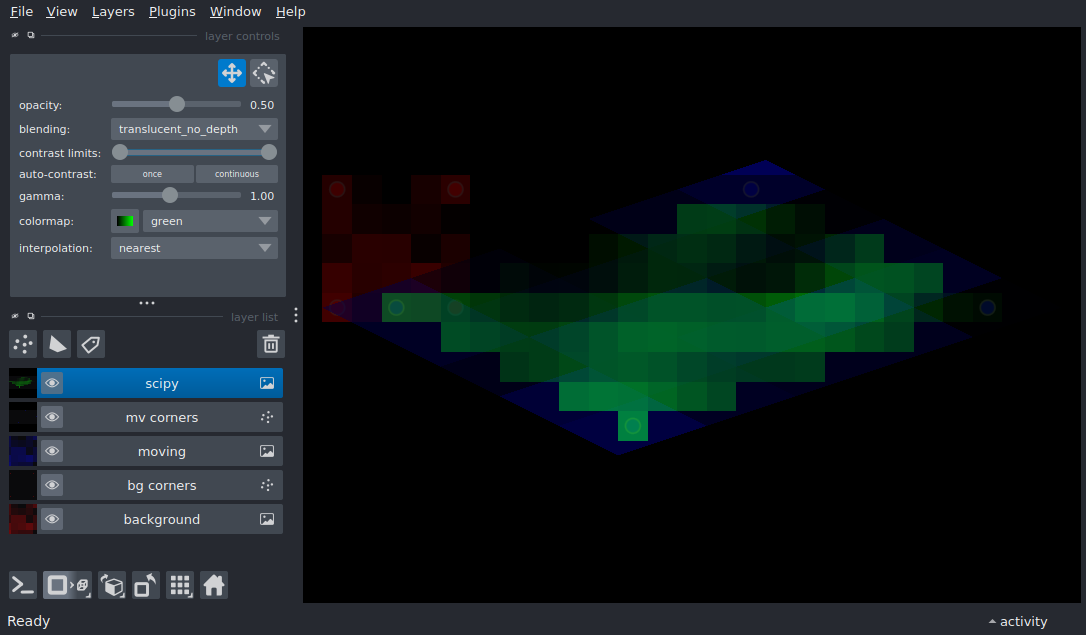 File View Layers Plugins Window Help
layer controls
opacity: 0.50
blending: translucent_no_depth
contrast limits:
auto-contrast: once continuous
gamma: 1.00
colormap: green
interpolation: nearest
layer list
scipy
mv corners
moving
bg corners
background
Ready activity